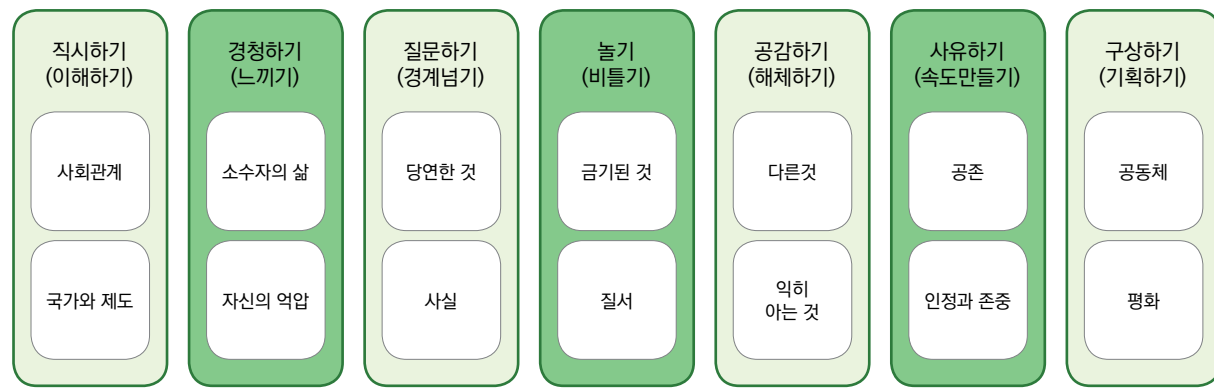 직시하기
(이해하기)
사회관계
국가와 제도
경청하기
(느끼기)
소수자의 삶
자신의 억압
질문하기
(경계넘기)
당연한 것
사실
놀기
(비틀기)
금기된 것
질서
공감하기
(해체하기)
다른것
익히
아는 것
사유하기
(속도만들기)
공존
인정과 존중
구상하기
(기획하기)
공동체
평화